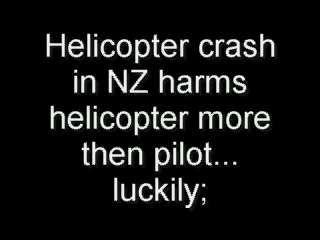 Helicopter crash
in NZ harms
helicopter more
then pilot...
luckily;